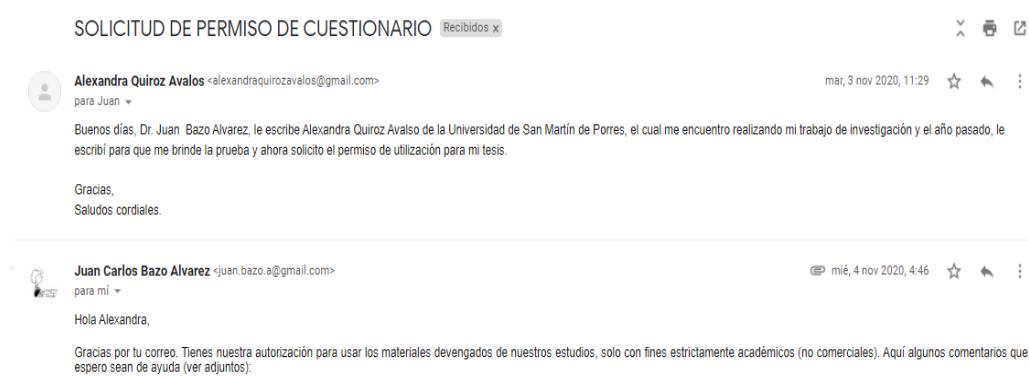 SOLICITUD DE PERMISO DE CUESTIONARIO Recibidos x
Alexandra Quiroz Avalos <alexandraquirozavalos@gmail.com> mar, 3 nov 2020, 11:29
para Juan
Buenos días, Dr. Juan Bazo Alvarez, le escribe Alexandra Quiroz Avalso de la Universidad de San Martín de Porres, el cual me encuentro realizando mi trabajo de investigación y el año pasado, le
escribí para que me brinde la prueba y ahora solicito el permiso de utilización para mi tesis.
Gracias,
Saludos cordiales.
Juan Carlos Bazo Alvarez <juan.bazo.a@gmail.com> mié, 4 nov 2020, 4:46
para mí
Hola Alexandra,
Gracias por tu correo. Tienes nuestra autorización para usar los materiales devengados de nuestros estudios, solo con fines estrictamente académicos (no comerciales). Aquí algunos comentarios que
espero sean de ayuda (ver adjuntos):